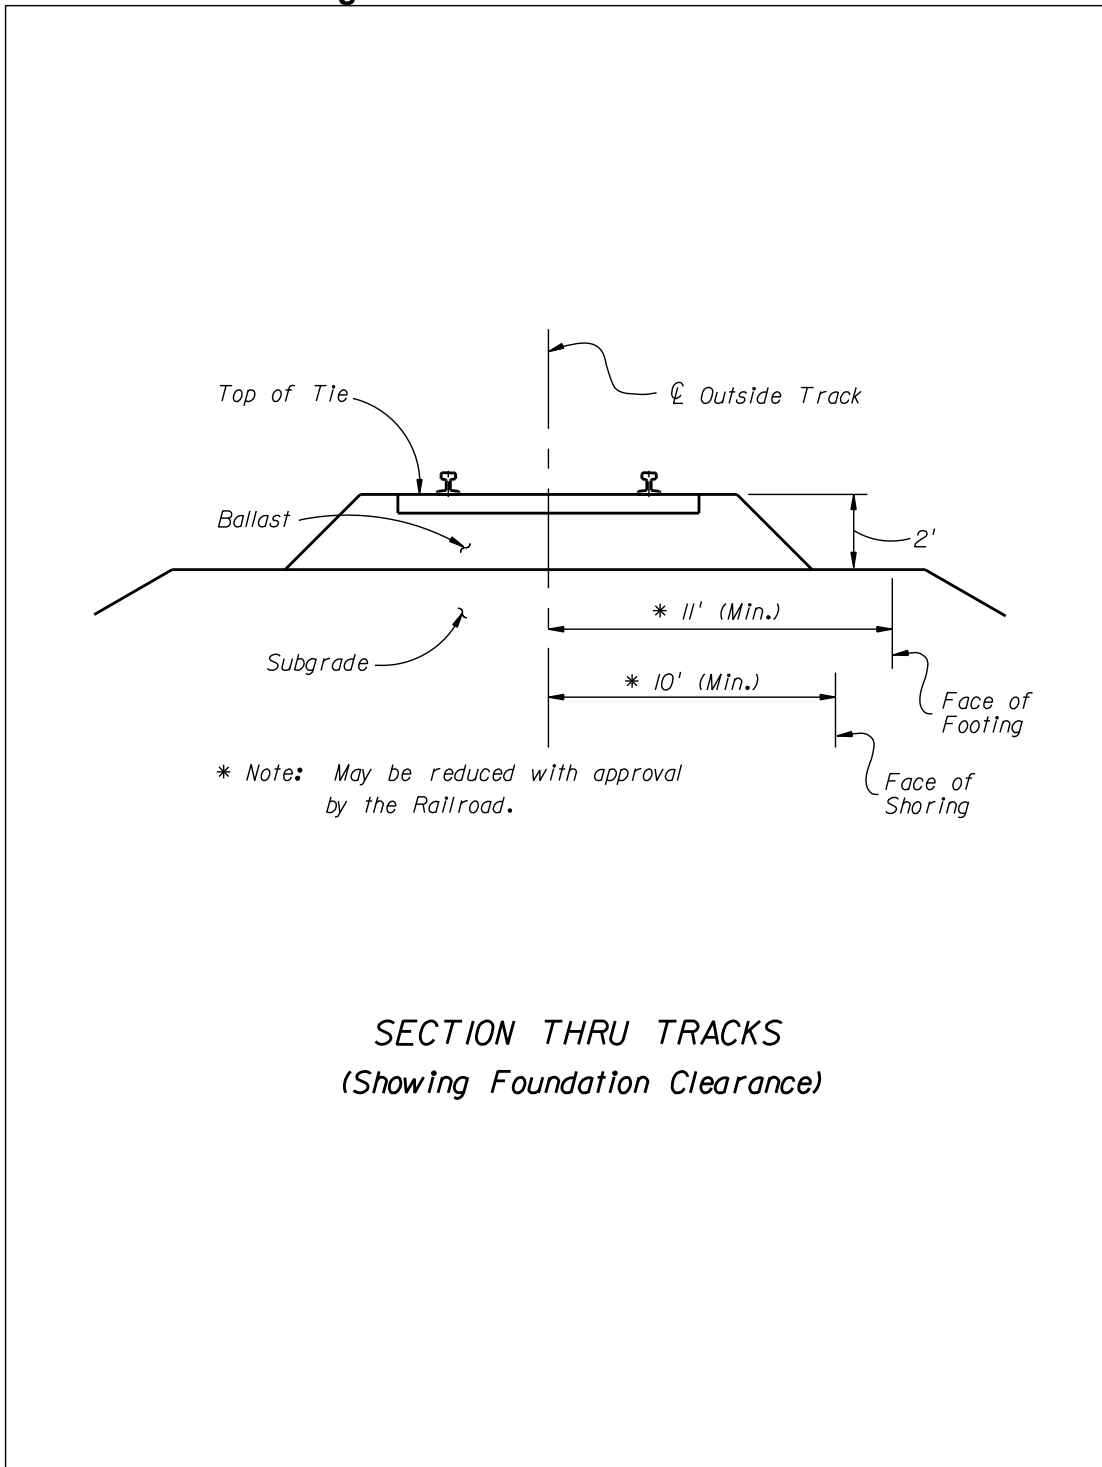 ℄ Outside Track
Top of Tie
Ballast
2'
* 11' (Min.)
Subgrade
* 10' (Min.)
Face of
Footing
* Note: May be reduced with approval
by the Railroad.
Face of
Shoring
SECTION THRU TRACKS
(Showing Foundation Clearance)